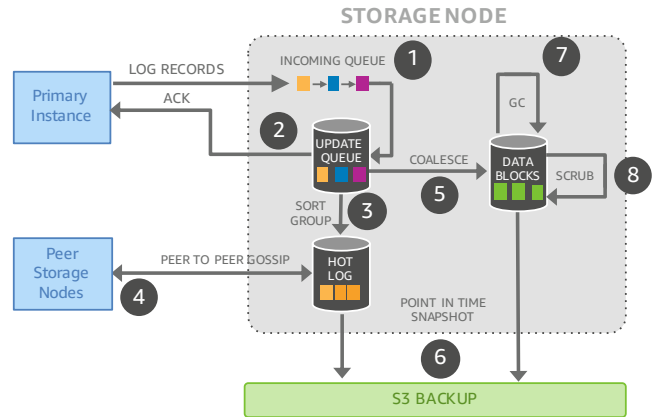 STORAGE NODE
LOG RECORDS
INCOMING QUEUE
1
7
Primary
Instance
ACK
2
GC
UPDATE
QUEUE
COALESCE
5
DATA
BLOCKS
SCRUB
8
SORT
GROUP
3
Peer
Storage
Nodes
4
PEER TO PEER GOSSIP
HOT
LOG
POINT IN TIME
SNAPSHOT
6
S3 BACKUP